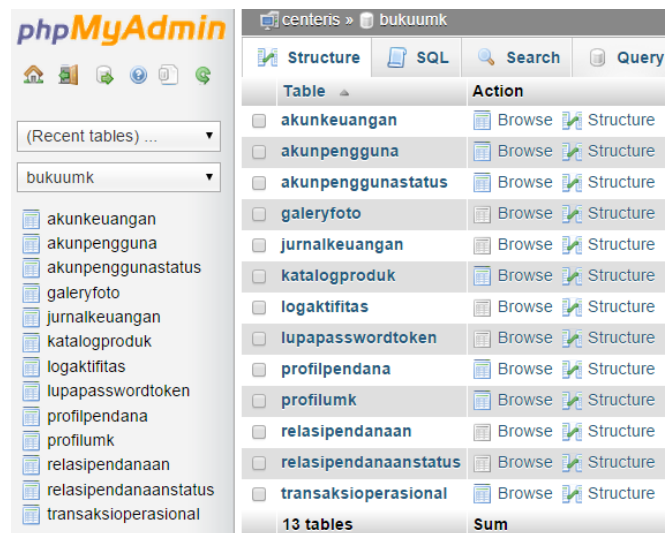 phpMyAdmin
(Recent tables) ...
bukuumk
akunkeuangan
akunpengguna
akunpenggunastatus
galeryfoto
jurnalkeuangan
katalogproduk
logaktifitas
lupapasswordtoken
profilpendana
profilumk
relasipendanaan
relasipendanaanstatus
transaksioperasional
centeris » bukuumk
Structure SQL Search Query
Table Action
akunkeuangan Browse Structure
akunpengguna Browse Structure
akunpenggunastatus Browse Structure
galeryfoto Browse Structure
jurnalkeuangan Browse Structure
katalogproduk Browse Structure
logaktifitas Browse Structure
lupapasswordtoken Browse Structure
profilpendana Browse Structure
profilumk Browse Structure
relasipendanaan Browse Structure
relasipendanaanstatus Browse Structure
transaksioperasional Browse Structure
13 tables Sum